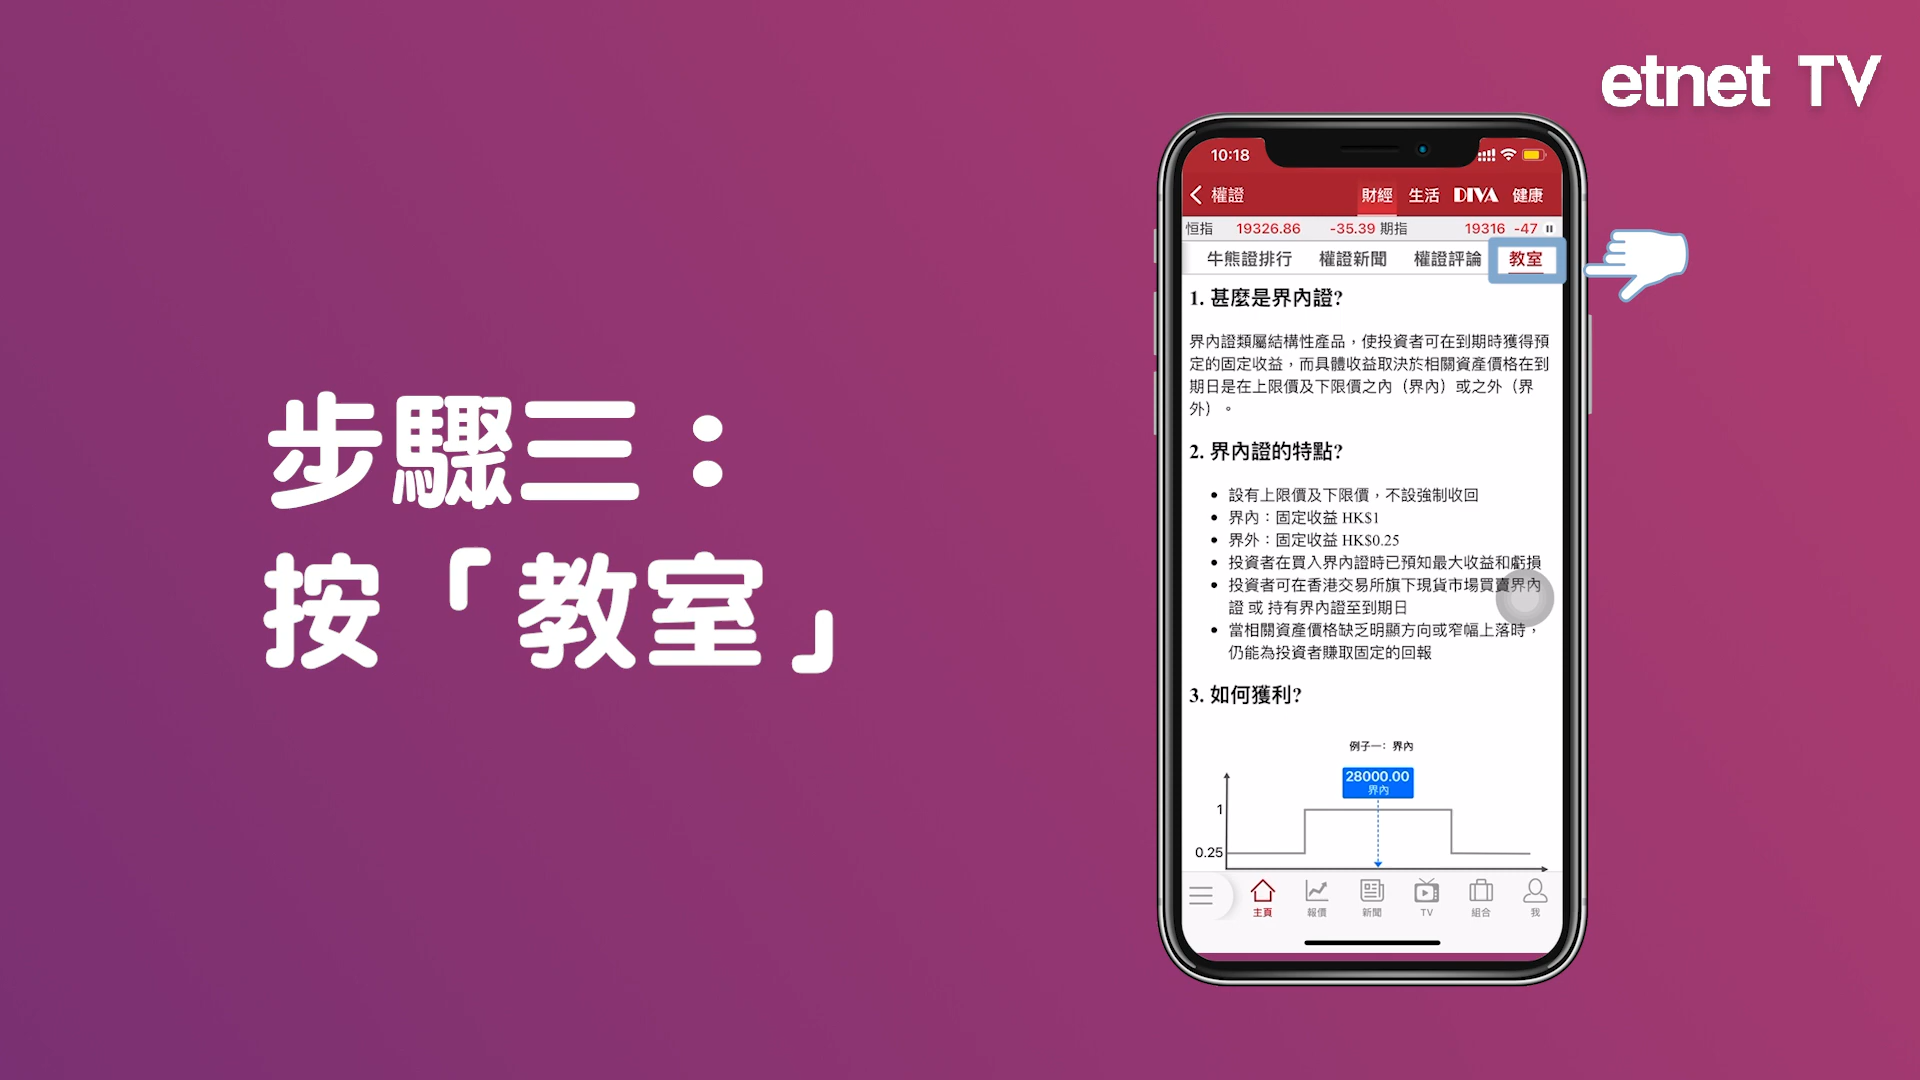 etnet TV
步驟三：
按「教室」
10:18
權證 財經 生活 DIVA 健康
恒指 19326.86 -35.39 期指 19316 -47
牛熊證排行 權證新聞 權證評論 教室
1. 甚麼是界內證?
界內證類屬結構性產品，使投資者可在到期時獲得預
定的固定收益，而具體收益取決於相關資產價格在到
期日是在上限價及下限價之內（界內）或之外（界
外）。
2. 界內證的特點?
設有上限價及下限價，不設強制收回
界內：固定收益 HK$1
界外：固定收益 HK$0.25
投資者在買入界內證時已預知最大收益和虧損
投資者可在香港交易所旗下現貨市場買賣界內
證 或 持有界內證至到期日
當相關資產價格缺乏明顯方向或窄幅上落時，
仍能為投資者賺取固定的回報
3. 如何獲利?
例子一：界內
28000.00
界內
1
0.25
主頁 報價 新聞 TV 組合 我